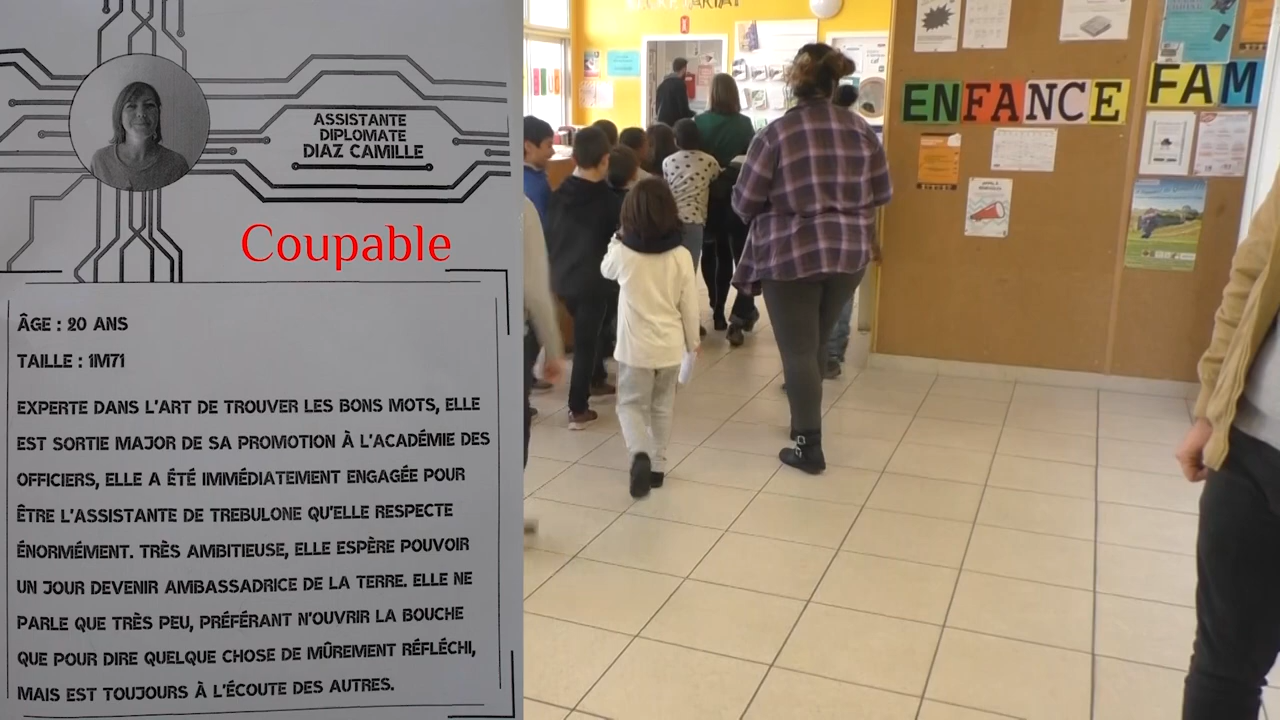 ASSISTANTE
DIPLOMATE
DIAZ CAMILLE
Coupable
ÂGE : 20 ANS
TAILLE : 1M71
EXPERTE DANS L'ART DE TROUVER LES BONS MOTS, ELLE
EST SORTIE MAJOR DE SA PROMOTION À L'ACADÉMIE DES
OFFICIERS, ELLE A ÉTÉ IMMÉDIATEMENT ENGAGÉE POUR
ÊTRE L'ASSISTANTE DE TREBULONE QU'ELLE RESPECTE
ÉNORMÉMENT. TRÈS AMBITIEUSE, ELLE ESPÈRE POUVOIR
UN JOUR DEVENIR AMBASSADRICE DE LA TERRE. ELLE NE
PARLE QUE TRÈS PEU, PRÉFÉRANT N'OUVRIR LA BOUCHE
QUE POUR DIRE QUELQUE CHOSE DE MÛREMENT RÉFLÉCHI,
MAIS EST TOUJOURS À L'ÉCOUTE DES AUTRES.
ENFANCE FAM